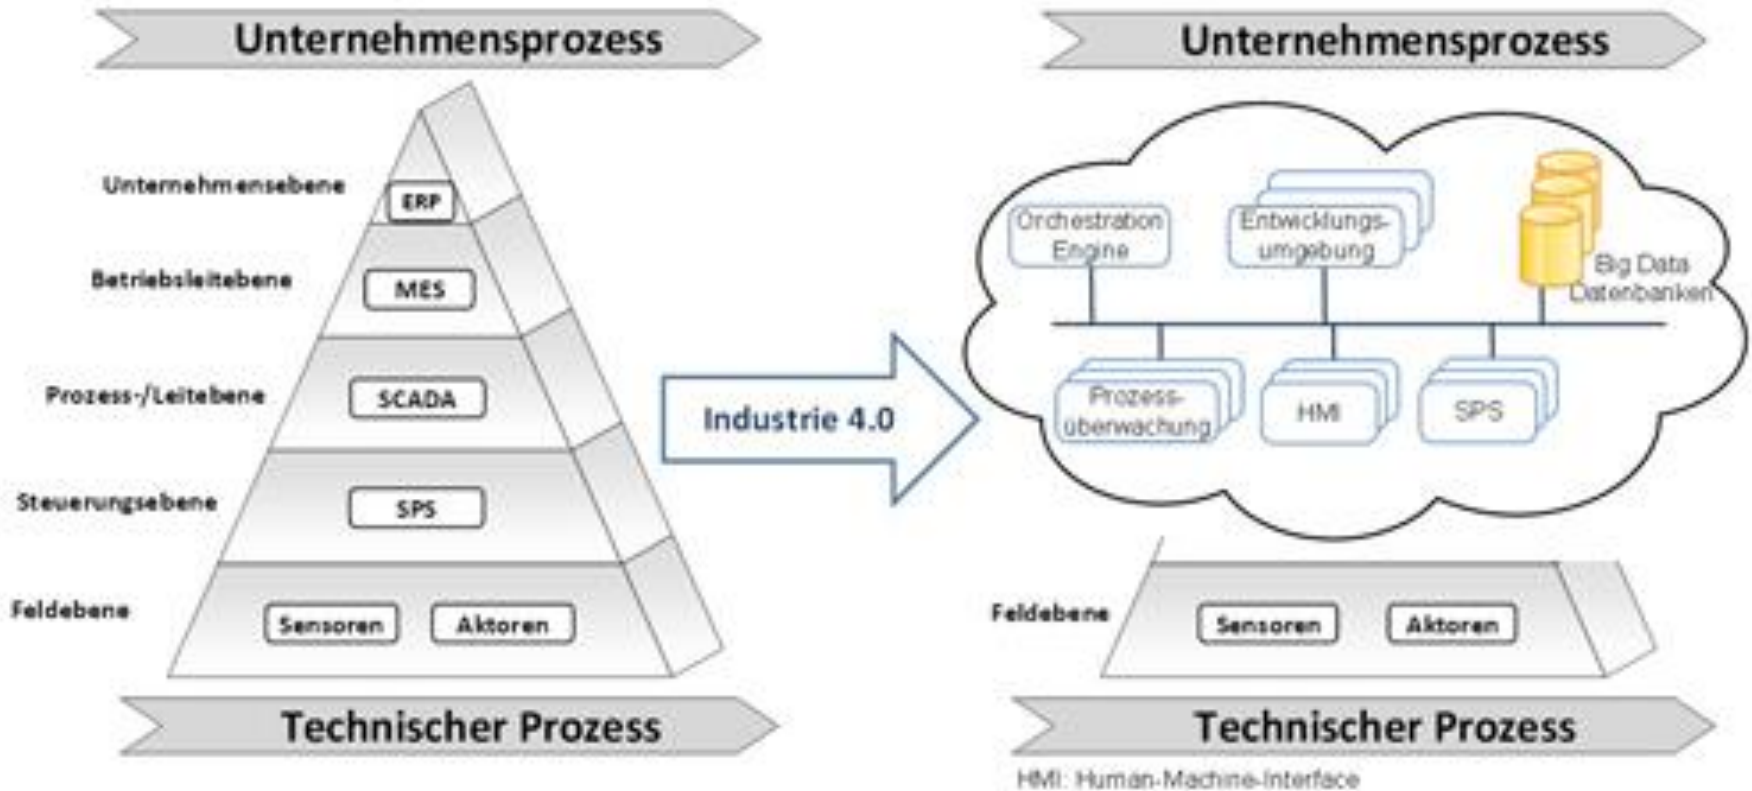 Unternehmensprozess
Unternehmensebene
ERP
Betriebsleitebene
MES
Prozess-/Leitebene
SCADA
Steuerungsebene
SPS
Feldebene
Sensoren
Aktoren
Technischer Prozess
Industrie 4.0
Unternehmensprozess
Orchestration
Engine
Entwicklungs-
umgebung
Big Data
Datenbanken
Prozess-
überwachung
HMI
SPS
Feldebene
Sensoren
Aktoren
Technischer Prozess
HMI: Human-Machine-Interface